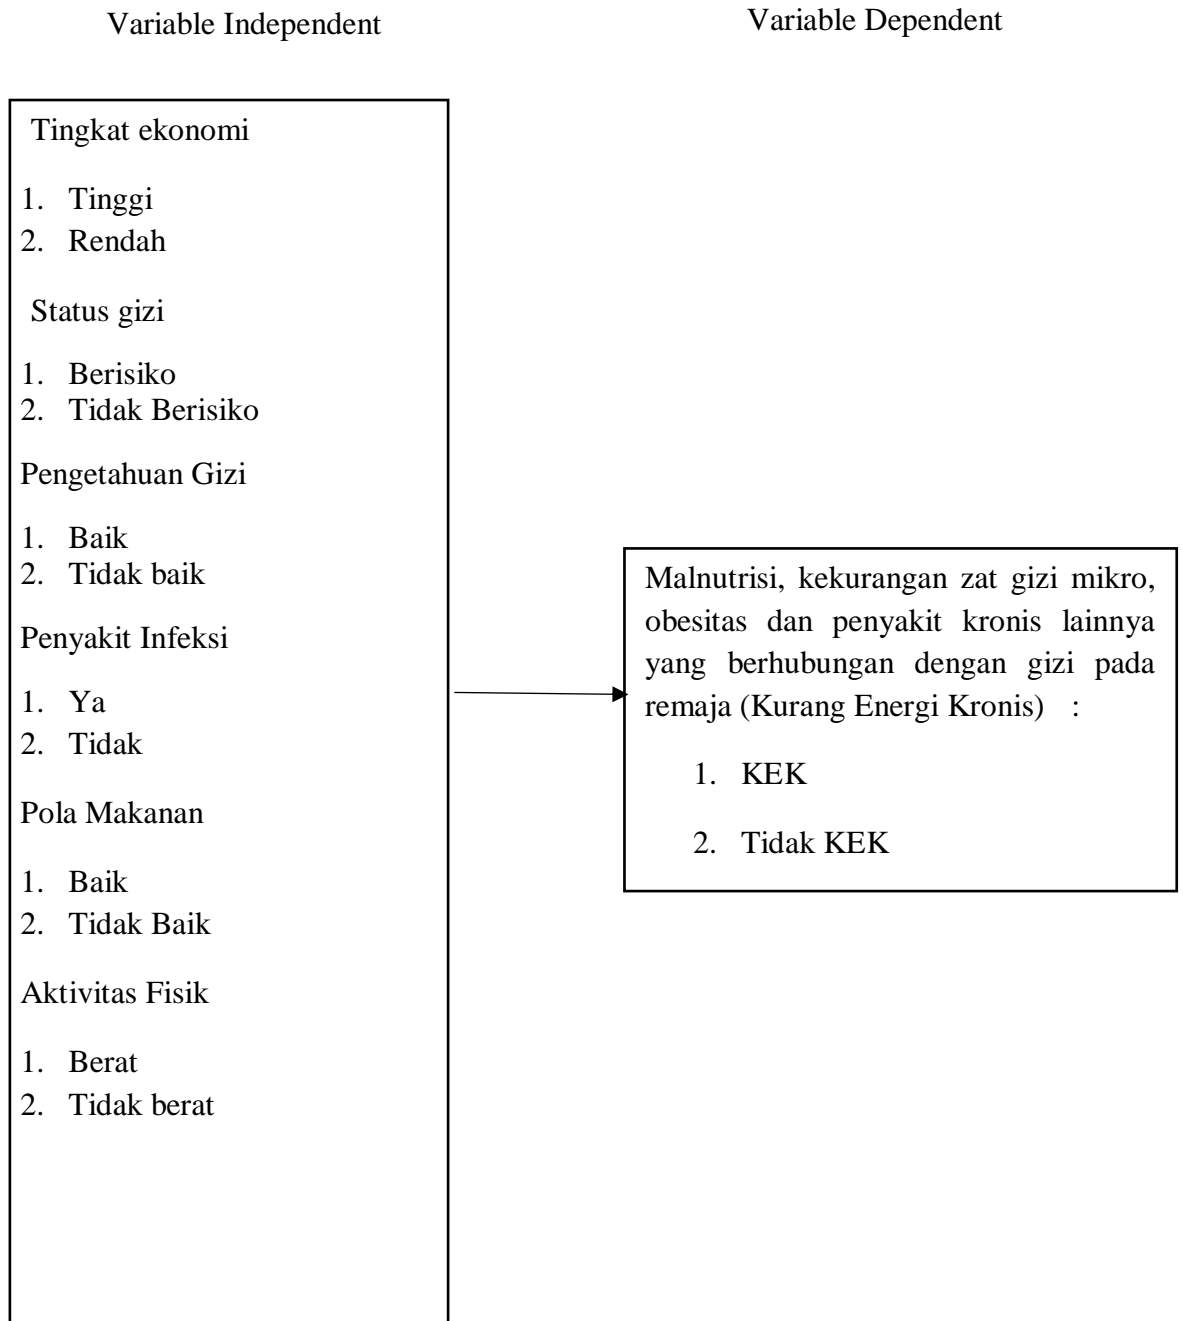 Variable Independent
Variable Dependent
Tingkat ekonomi
1. Tinggi
2. Rendah
Status gizi
1. Berisiko
2. Tidak Berisiko
Pengetahuan Gizi
1. Baik
2. Tidak baik
Penyakit Infeksi
1. Ya
2. Tidak
Pola Makanan
1. Baik
2. Tidak Baik
Aktivitas Fisik
1. Berat
2. Tidak berat
Malnutrisi, kekurangan zat gizi mikro,
obesitas dan penyakit kronis lainnya
yang berhubungan dengan gizi pada
remaja (Kurang Energi Kronis) :
1. KEK
2. Tidak KEK